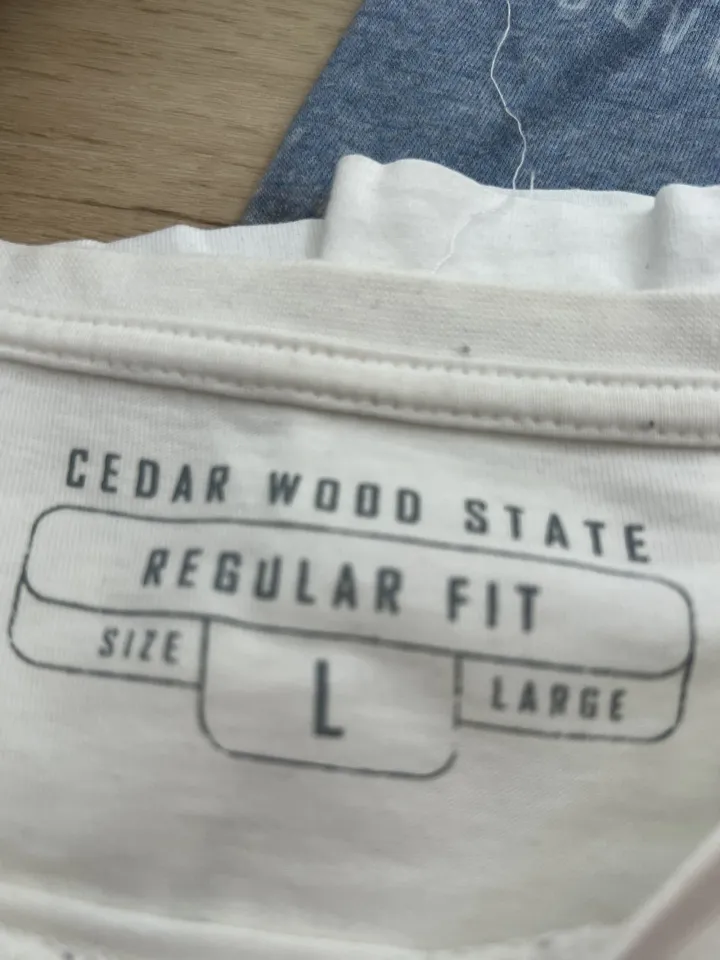 CEDAR WOOD STATE
REGULAR FIT
SIZE L LARGE